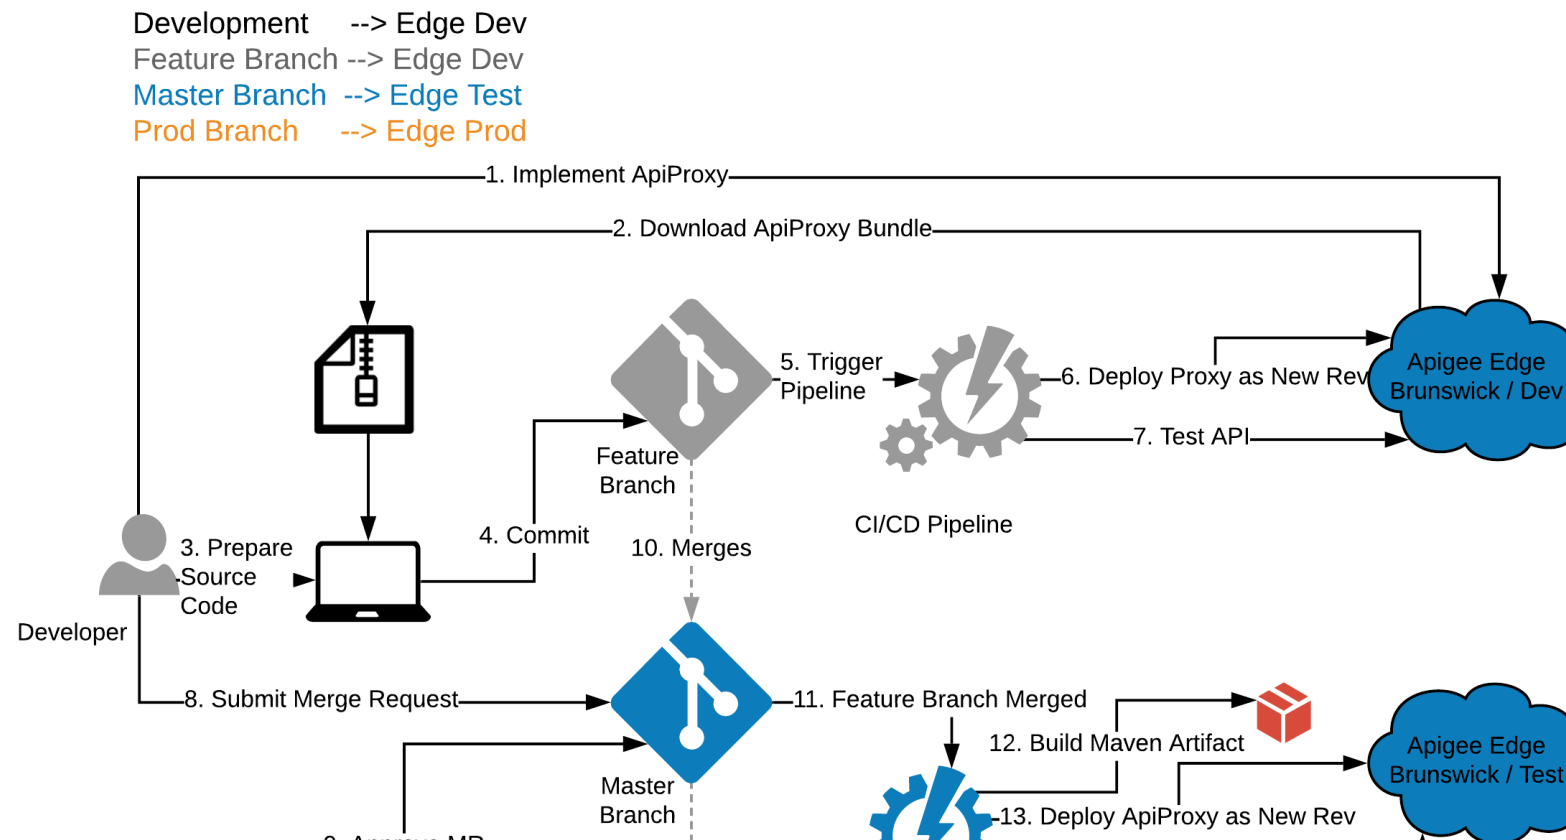 Development --> Edge Dev
Feature Branch --> Edge Dev
Master Branch --> Edge Test
Prod Branch --> Edge Prod
1. Implement ApiProxy
2. Download ApiProxy Bundle
5. Trigger
Pipeline
6. Deploy Proxy as New Rev
Apigee Edge
Brunswick / Dev
7. Test API
Feature
Branch
CI/CD Pipeline
4. Commit
10. Merges
3. Prepare
Source
Code
Developer
8. Submit Merge Request
11. Feature Branch Merged
12. Build Maven Artifact
Apigee Edge
Brunswick / Test
Master
Branch
13. Deploy ApiProxy as New Rev
9. Approve MR